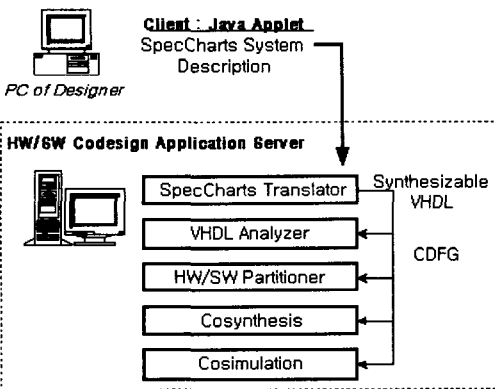 Client : Java Applet
SpecCharts System
Description
PC of Designer
HW/SW Codesign Application Server
SpecCharts Translator
Synthesizable
VHDL
VHDL Analyzer
CDFG
HW/SW Partitioner
Cosynthesis
Cosimulation